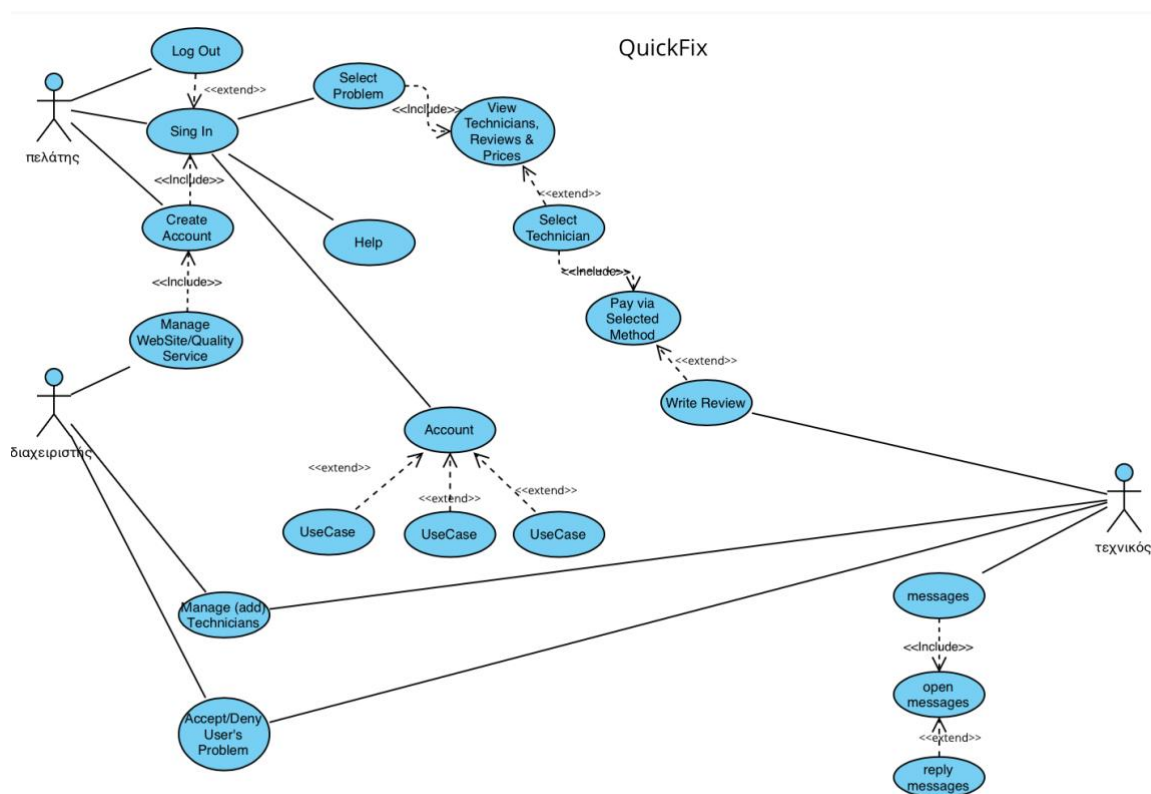 QuickFix
Log Out
<<extend>>
Select
Problem
<<Include>>
View
Technicians,
Reviews &
Prices
Sing In
πελάτης
<<Include>>
<<extend>>
Create
Account
Help
Select
Technician
<<Include>>
<<Include>>
Pay via
Selected
Method
Manage
WebSite/Quality
Service
<<extend>>
Write Review
διαχειριστής
Account
<<extend>>
<<extend>>
<<extend>>
UseCase
UseCase
UseCase
τεχνικός
Manage (add)
Technicians
messages
<<Include>>
open
messages
Accept/Deny
User's
Problem
<<extend>>
reply
messages